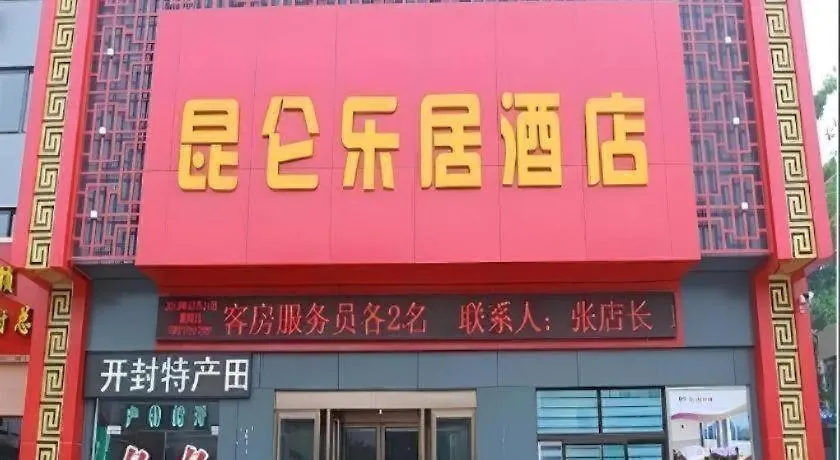 昆仑乐居酒店
客房服务员各2名 联系人：张店长
开封特产田